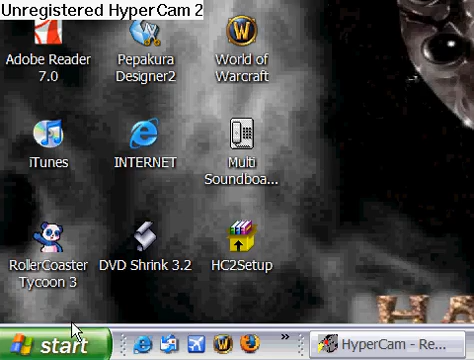 Unregistered HyperCam 2
Adobe Reader
7.0
Pepakura
Designer2
World of
Warcraft
iTunes
INTERNET
Multi
Soundboa...
RollerCoaster
Tycoon 3
DVD Shrink 3.2
HC2Setup
start
HyperCam - Re...